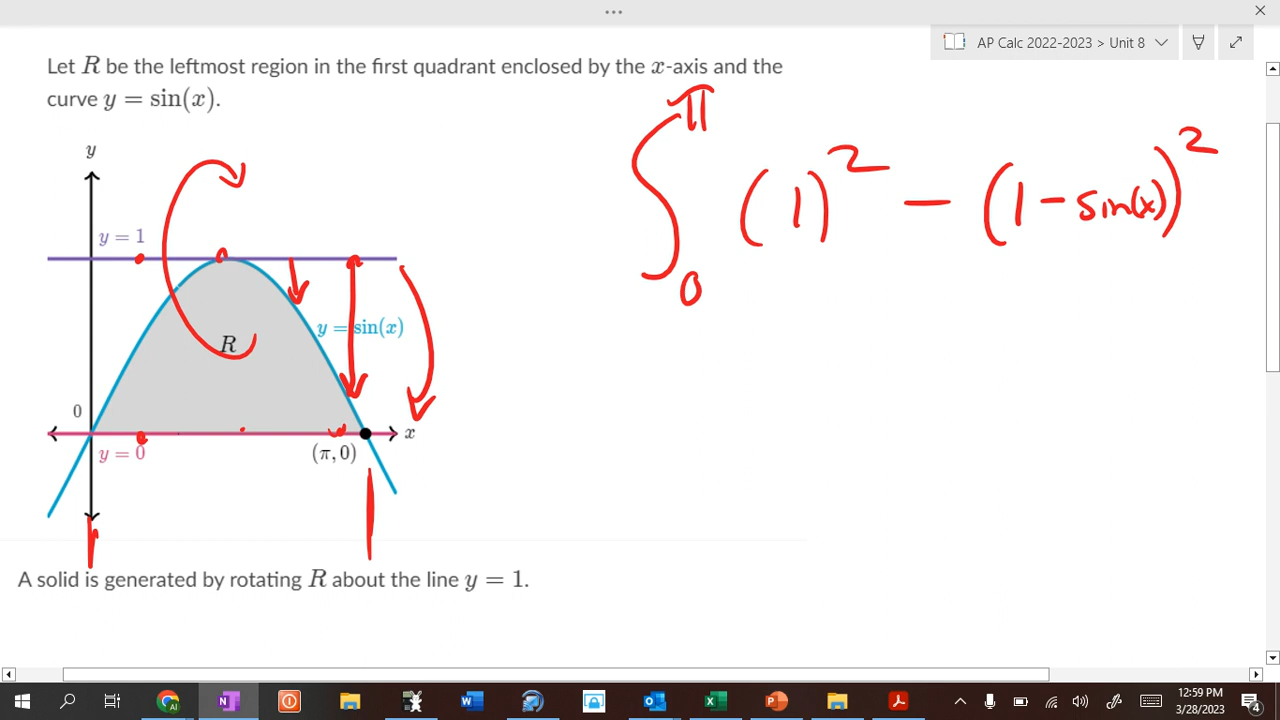 AP Calc 2022-2023 > Unit 8
Let R be the leftmost region in the first quadrant enclosed by the x-axis and the
curve y = sin(x).
y
y = 1
y = sin(x)
R
0
x
y = 0
(π, 0)
∫₀^π (1)² − (1 − sin(x))²
A solid is generated by rotating R about the line y = 1.
12:59 PM
3/28/2023
4